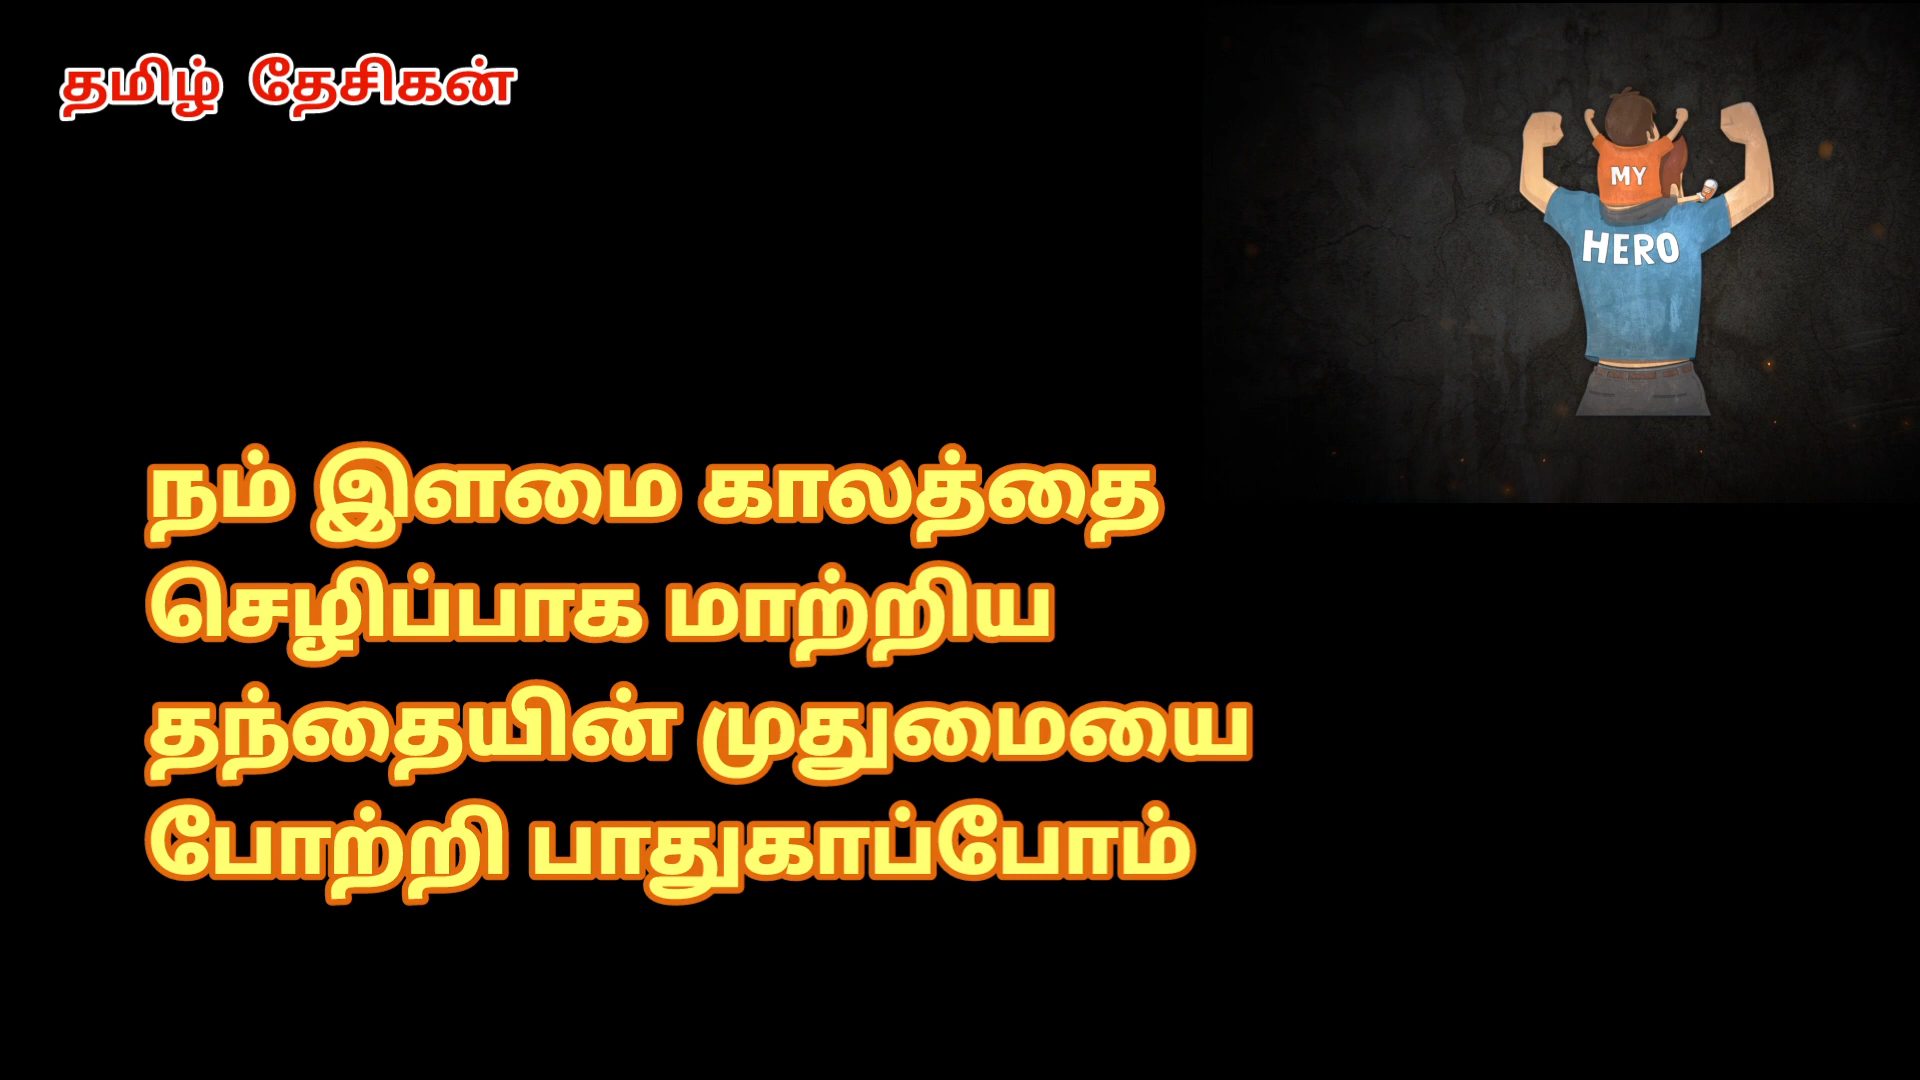 தமிழ் தேசிகன்
MY
HERO
நம் இளமை காலத்தை
செழிப்பாக மாற்றிய
தந்தையின் முதுமையை
போற்றி பாதுகாப்போம்